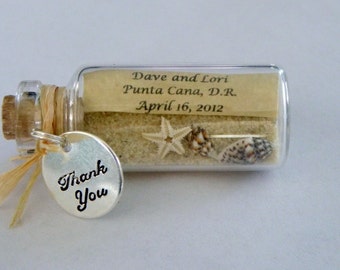 Dave and Lori
Punta Cana, D.R.
April 16, 2012
Thank
You